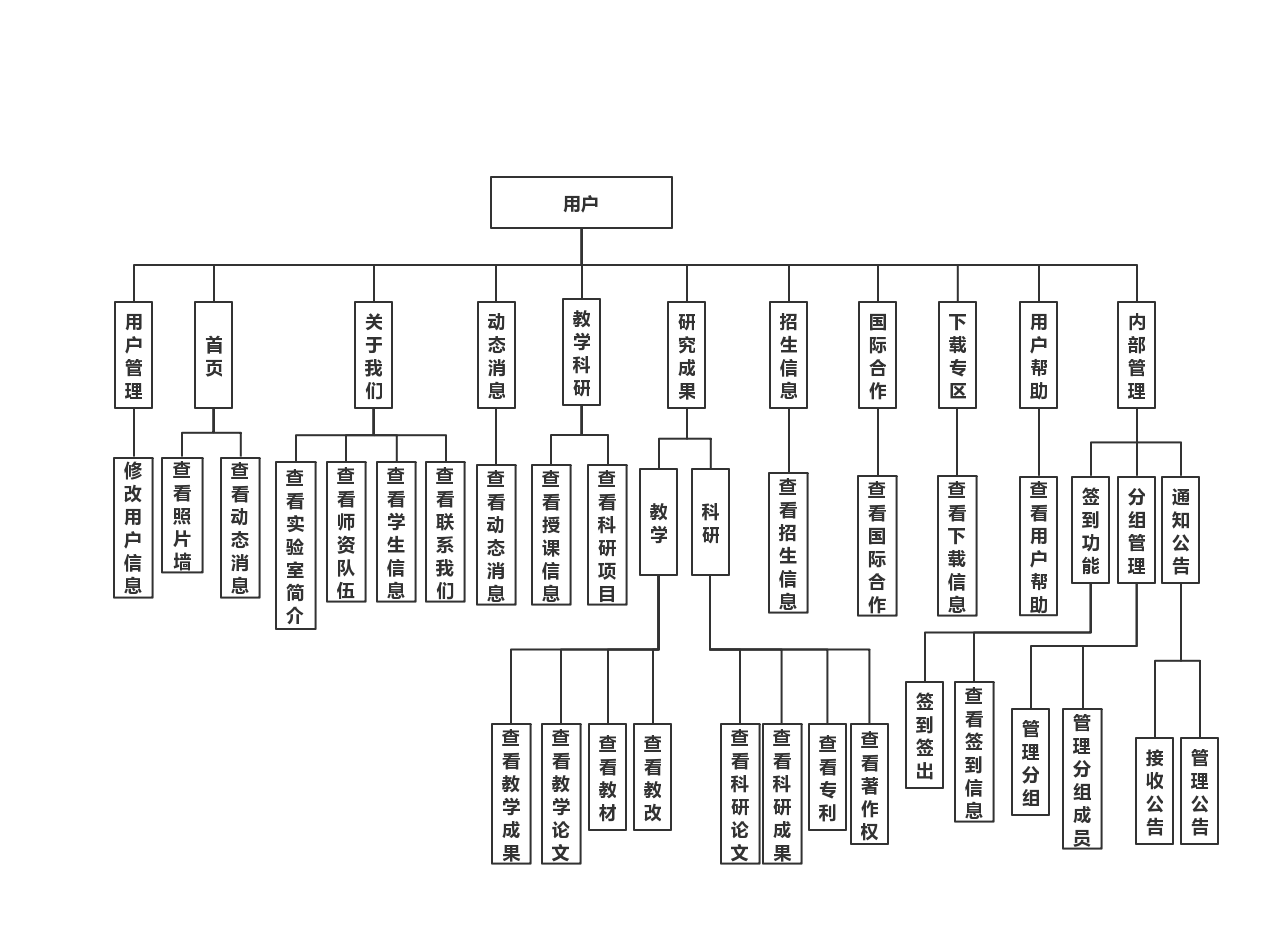 用户
用户管理
首页
关于我们
动态消息
教学科研
研究成果
招生信息
国际合作
下载专区
用户帮助
内部管理
修改用户信息
查看照片墙
查看动态消息
查看实验室简介
查看师资队伍
查看学生信息
查看联系我们
查看动态消息
查看授课信息
查看科研项目
教学
科研
查看招生信息
查看国际合作
查看下载信息
查看用户帮助
签到功能
分组管理
通知公告
查看教学成果
查看教学论文
查看教材
查看教改
查看科研论文
查看科研成果
查看专利
查看著作权
签到签出
查看签到信息
管理分组
管理分组成员
接收公告
管理公告